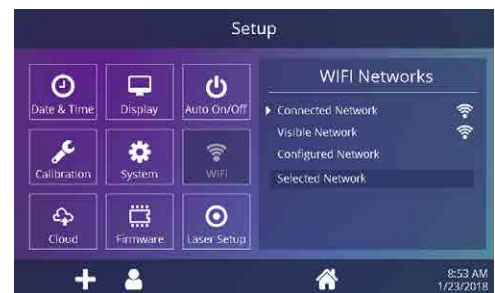 Setup
Date & Time
Display
Auto On/Off
Calibration
System
WiFi
Cloud
Firmware
Laser Setup
WIFI Networks
Connected Network
Visible Network
Configured Network
Selected Network
8:53 AM
1/23/2018